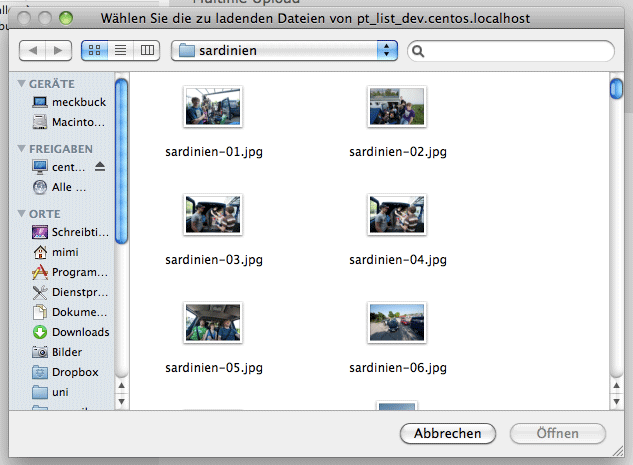 Multifile Upload
Wählen Sie die zu ladenden Dateien von pt_list_dev.centos.localhost
sardinien
GERÄTE
meckbuck
Macinto...
FREIGABEN
cent...
Alle ...
ORTE
Schreibti...
mimi
Program...
Dienstpr...
Dokume...
Downloads
Bilder
Dropbox
uni
sardinien-01.jpg
sardinien-02.jpg
sardinien-03.jpg
sardinien-04.jpg
sardinien-05.jpg
sardinien-06.jpg
Abbrechen
Öffnen